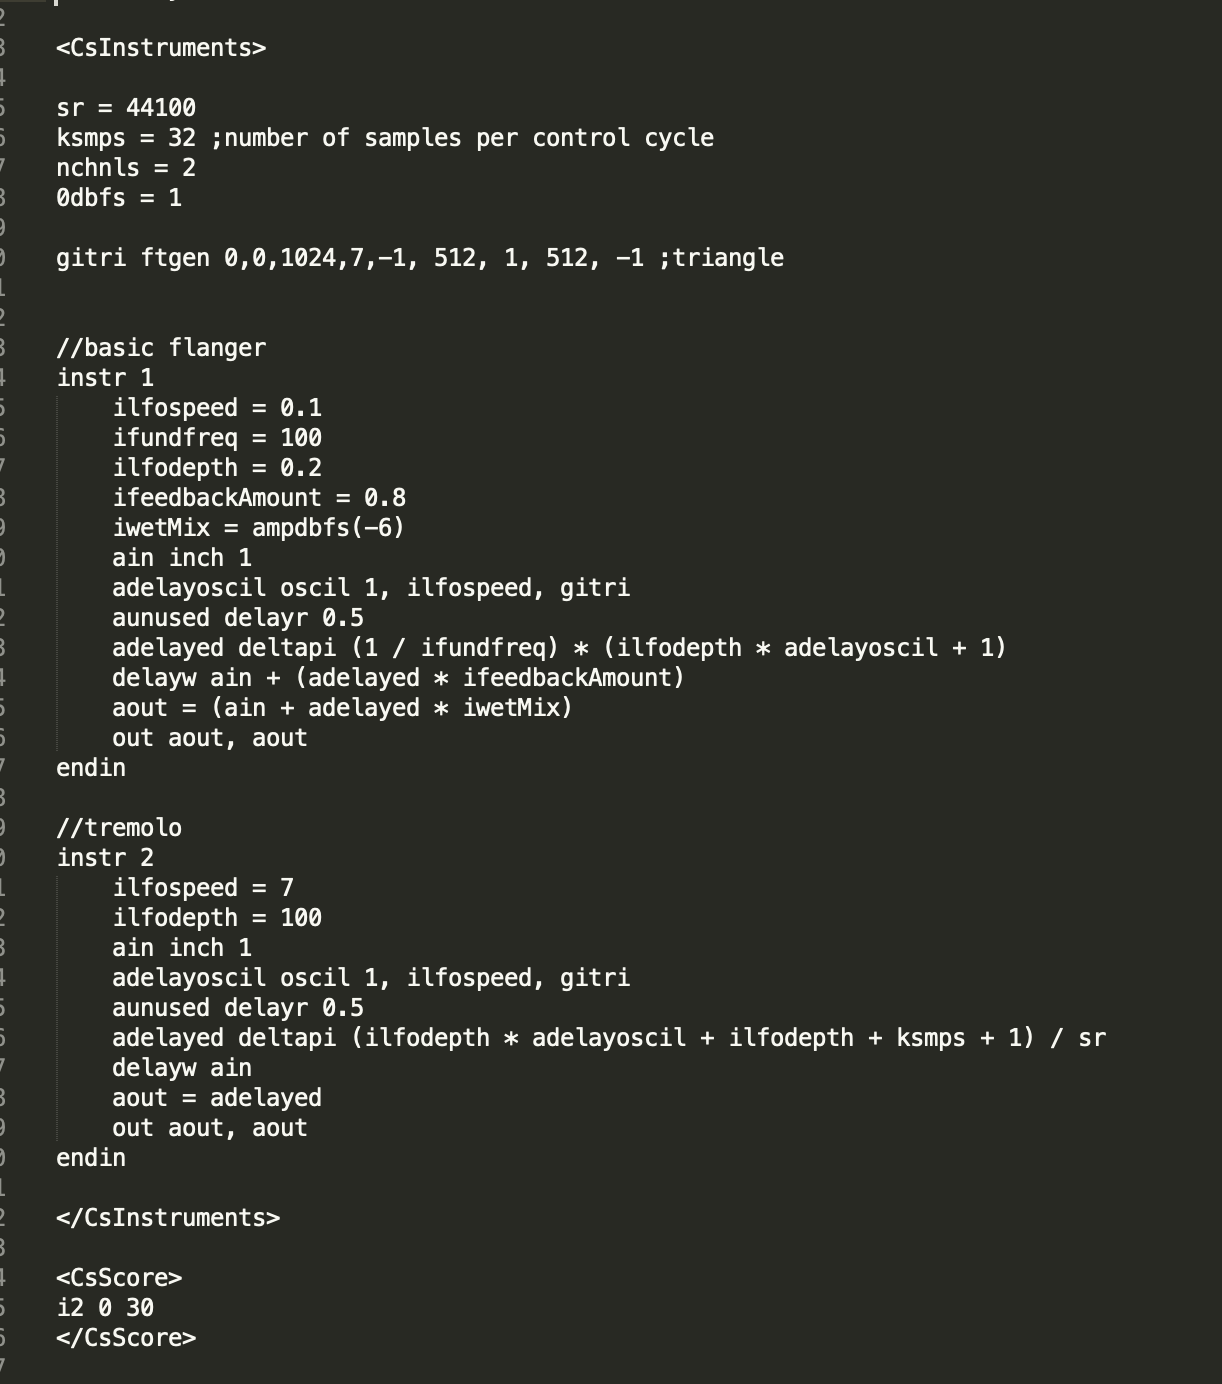 <CsInstruments>
sr = 44100
ksmps = 32 ;number of samples per control cycle
nchnls = 2
0dbfs = 1
gitri ftgen 0,0,1024,7,-1, 512, 1, 512, -1 ;triangle
//basic flanger
instr 1
ilfospeed = 0.1
ifundfreq = 100
ilfodepth = 0.2
ifeedbackAmount = 0.8
iwetMix = ampdbfs(-6)
ain inch 1
adelayoscil oscil 1, ilfospeed, gitri
aunused delayr 0.5
adelayed deltapi (1 / ifundfreq) * (ilfodepth * adelayoscil + 1)
delayw ain + (adelayed * ifeedbackAmount)
aout = (ain + adelayed * iwetMix)
out aout, aout
endin
//tremolo
instr 2
ilfospeed = 7
ilfodepth = 100
ain inch 1
adelayoscil oscil 1, ilfospeed, gitri
aunused delayr 0.5
adelayed deltapi (ilfodepth * adelayoscil + ilfodepth + ksmps + 1) / sr
delayw ain
aout = adelayed
out aout, aout
endin
</CsInstruments>
<CsScore>
i2 0 30
</CsScore>